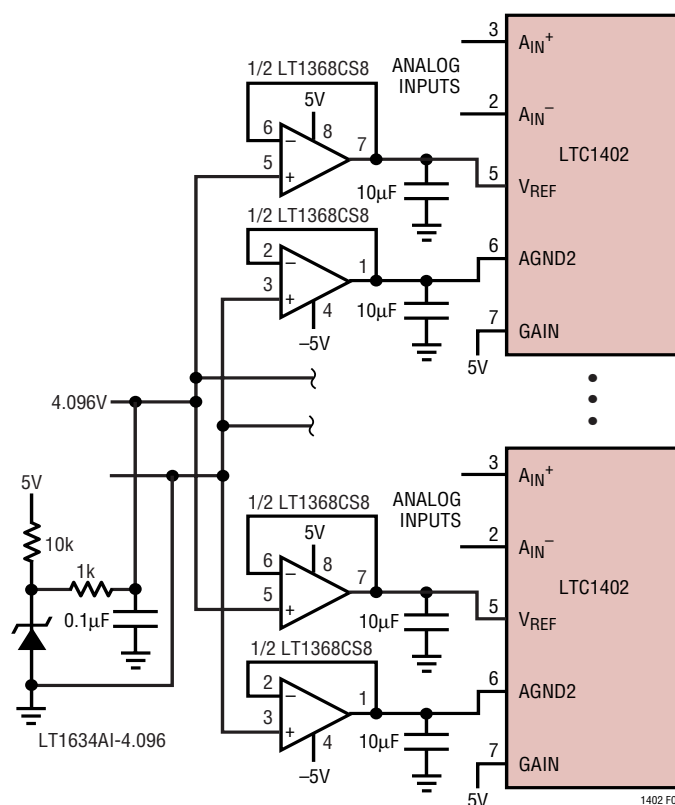 3
A_IN⁺
1/2 LT1368CS8
ANALOG
INPUTS
5V
8
2
A_IN⁻
6
–
7
5
+
LTC1402
10µF
5
V_REF
1/2 LT1368CS8
6
AGND2
2
–
1
3
+
4
10µF
–5V
7
GAIN
5V
4.096V
3
A_IN⁺
5V
ANALOG
INPUTS
1/2 LT1368CS8
5V
8
2
A_IN⁻
10k
6
–
7
1k
5
+
LTC1402
0.1µF
10µF
5
V_REF
1/2 LT1368CS8
6
AGND2
2
–
1
3
+
4
10µF
LT1634AI-4.096
–5V
7
GAIN
5V